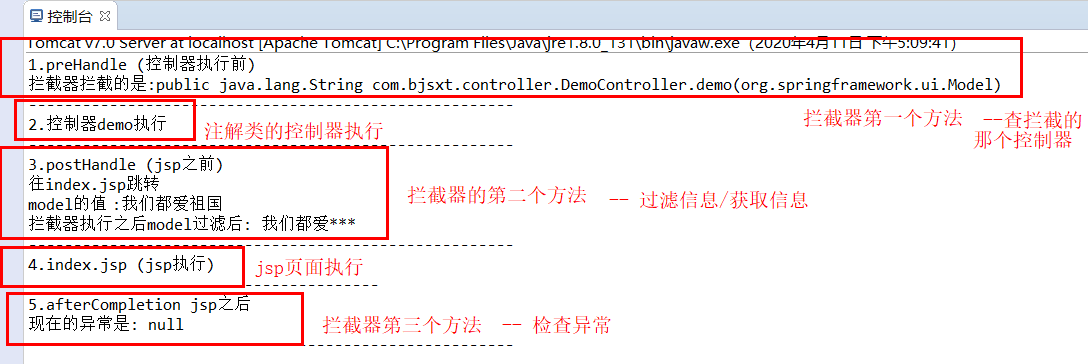 控制台
Tomcat v7.0 Server at localhost [Apache Tomcat] C:\Program Files\Java\jre1.8.0_131\bin\javaw.exe (2020年4月11日 下午5:09:41)
1.preHandle (控制器执行前)
拦截器拦截的是:public java.lang.String com.bjsxt.controller.DemoController.demo(org.springframework.ui.Model)
--------------------------------------------------
2.控制器demo执行
注解类的控制器执行
拦截器第一个方法 --查拦截的
那个控制器
--------------------------------------------------
3.postHandle (jsp之前)
往index.jsp跳转
model的值 :我们都爱祖国
拦截器执行之后model过滤后: 我们都爱***
拦截器的第二个方法 -- 过滤信息/获取信息
--------------------------------------------------
4.index.jsp (jsp执行)
jsp页面执行
------------------------------------
5.afterCompletion jsp之后
现在的异常是: null
拦截器第三个方法 -- 检查异常
--------------------------------------------------